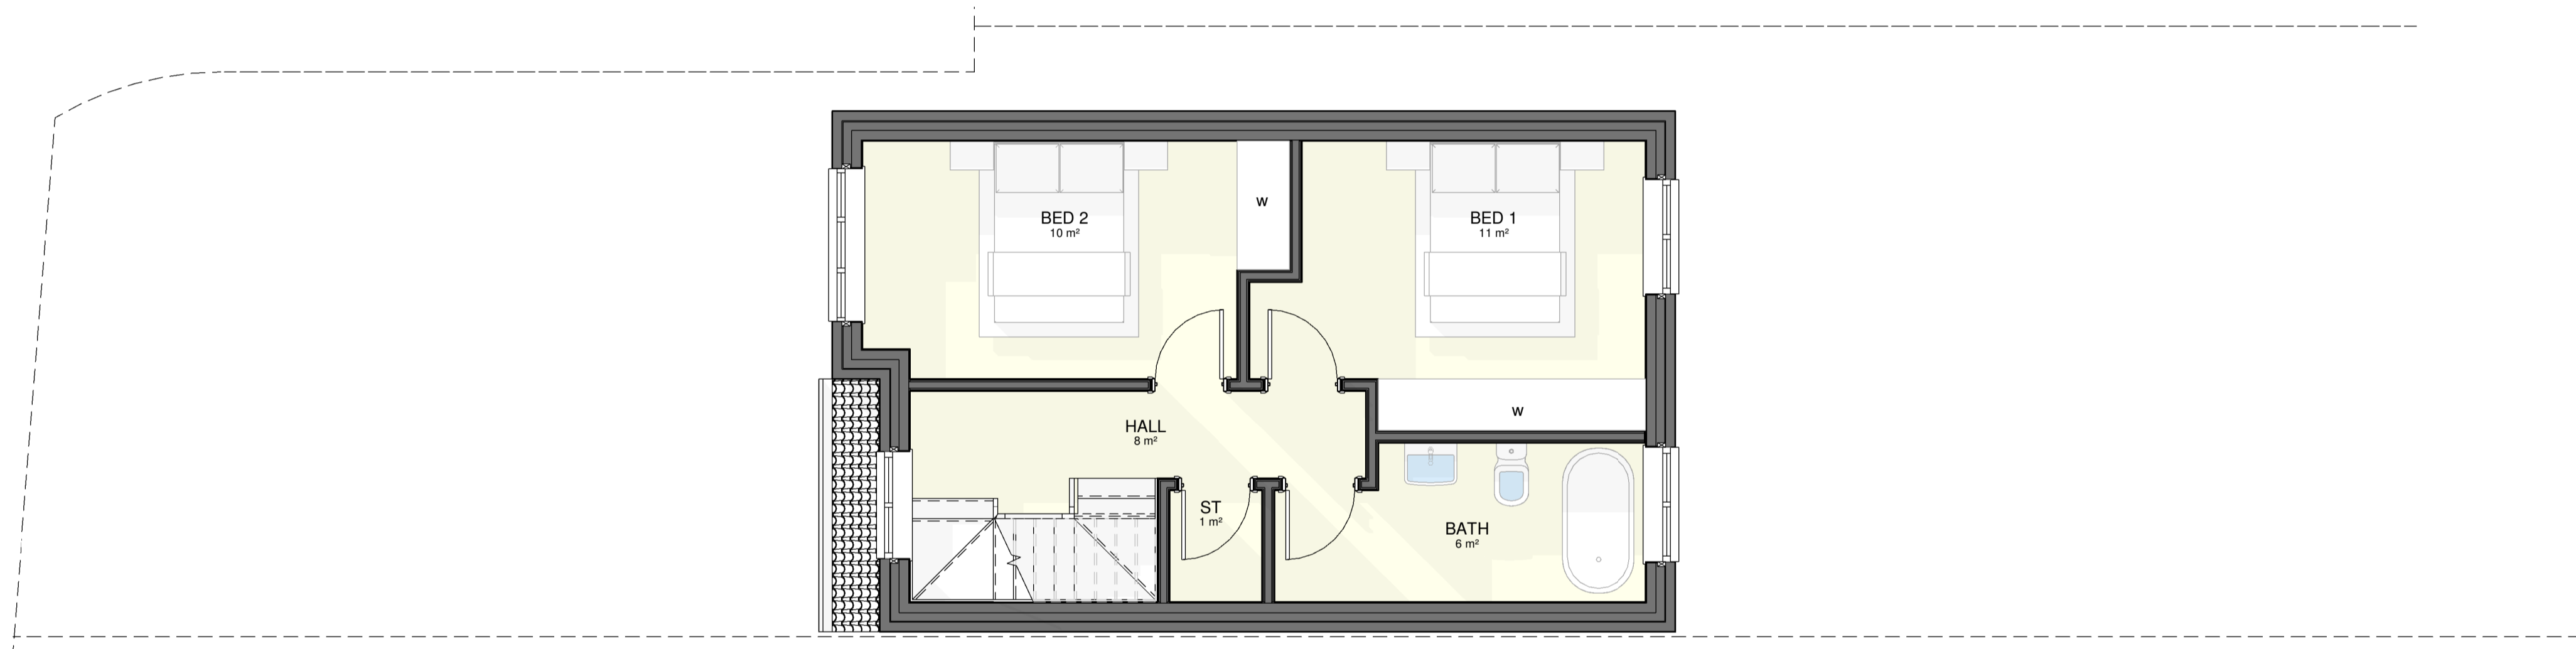 BED 2
10 m²
W
BED 1
11 m²
HALL
8 m²
W
ST
1 m²
BATH
6 m²